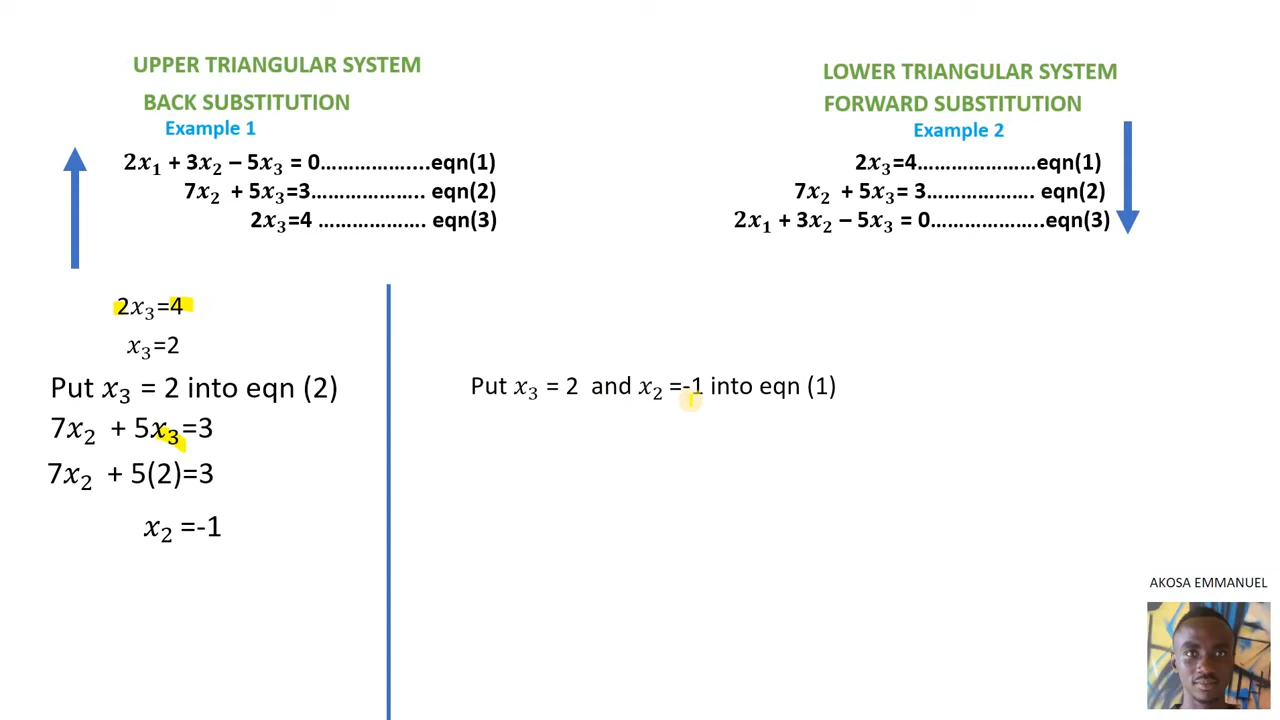 UPPER TRIANGULAR SYSTEM
BACK SUBSTITUTION
Example 1
2x₁ + 3x₂ – 5x₃ = 0………………....eqn(1)
7x₂ + 5x₃=3……………….. eqn(2)
2x₃=4 ………………. eqn(3)
LOWER TRIANGULAR SYSTEM
FORWARD SUBSTITUTION
Example 2
2x₃=4…………………eqn(1)
7x₂ + 5x₃= 3………………. eqn(2)
2x₁ + 3x₂ – 5x₃ = 0………………..eqn(3)
2x₃=4
x₃=2
Put x₃ = 2 into eqn (2)
7x₂ + 5x₃=3
7x₂ + 5(2)=3
x₂ =-1
Put x₃ = 2 and x₂ =-1 into eqn (1)
AKOSA EMMANUEL